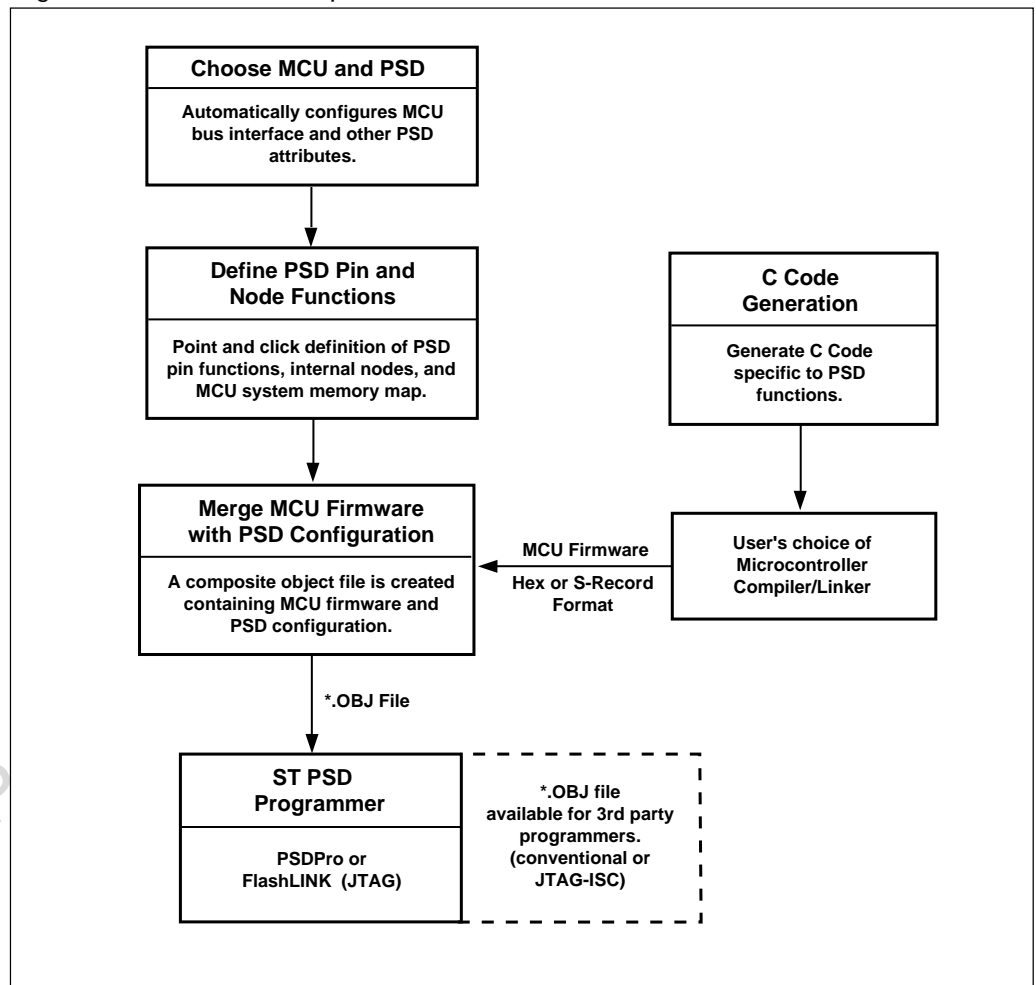 Choose MCU and PSD
Automatically configures MCU
bus interface and other PSD
attributes.
Define PSD Pin and
Node Functions
Point and click definition of PSD
pin functions, internal nodes, and
MCU system memory map.
C Code
Generation
Generate C Code
specific to PSD
functions.
Merge MCU Firmware
with PSD Configuration
A composite object file is created
containing MCU firmware and
PSD configuration.
MCU Firmware
Hex or S-Record
Format
User's choice of
Microcontroller
Compiler/Linker
*.OBJ File
ST PSD
Programmer
PSDPro or
FlashLINK (JTAG)
*.OBJ file
available for 3rd party
programmers.
(conventional or
JTAG-ISC)